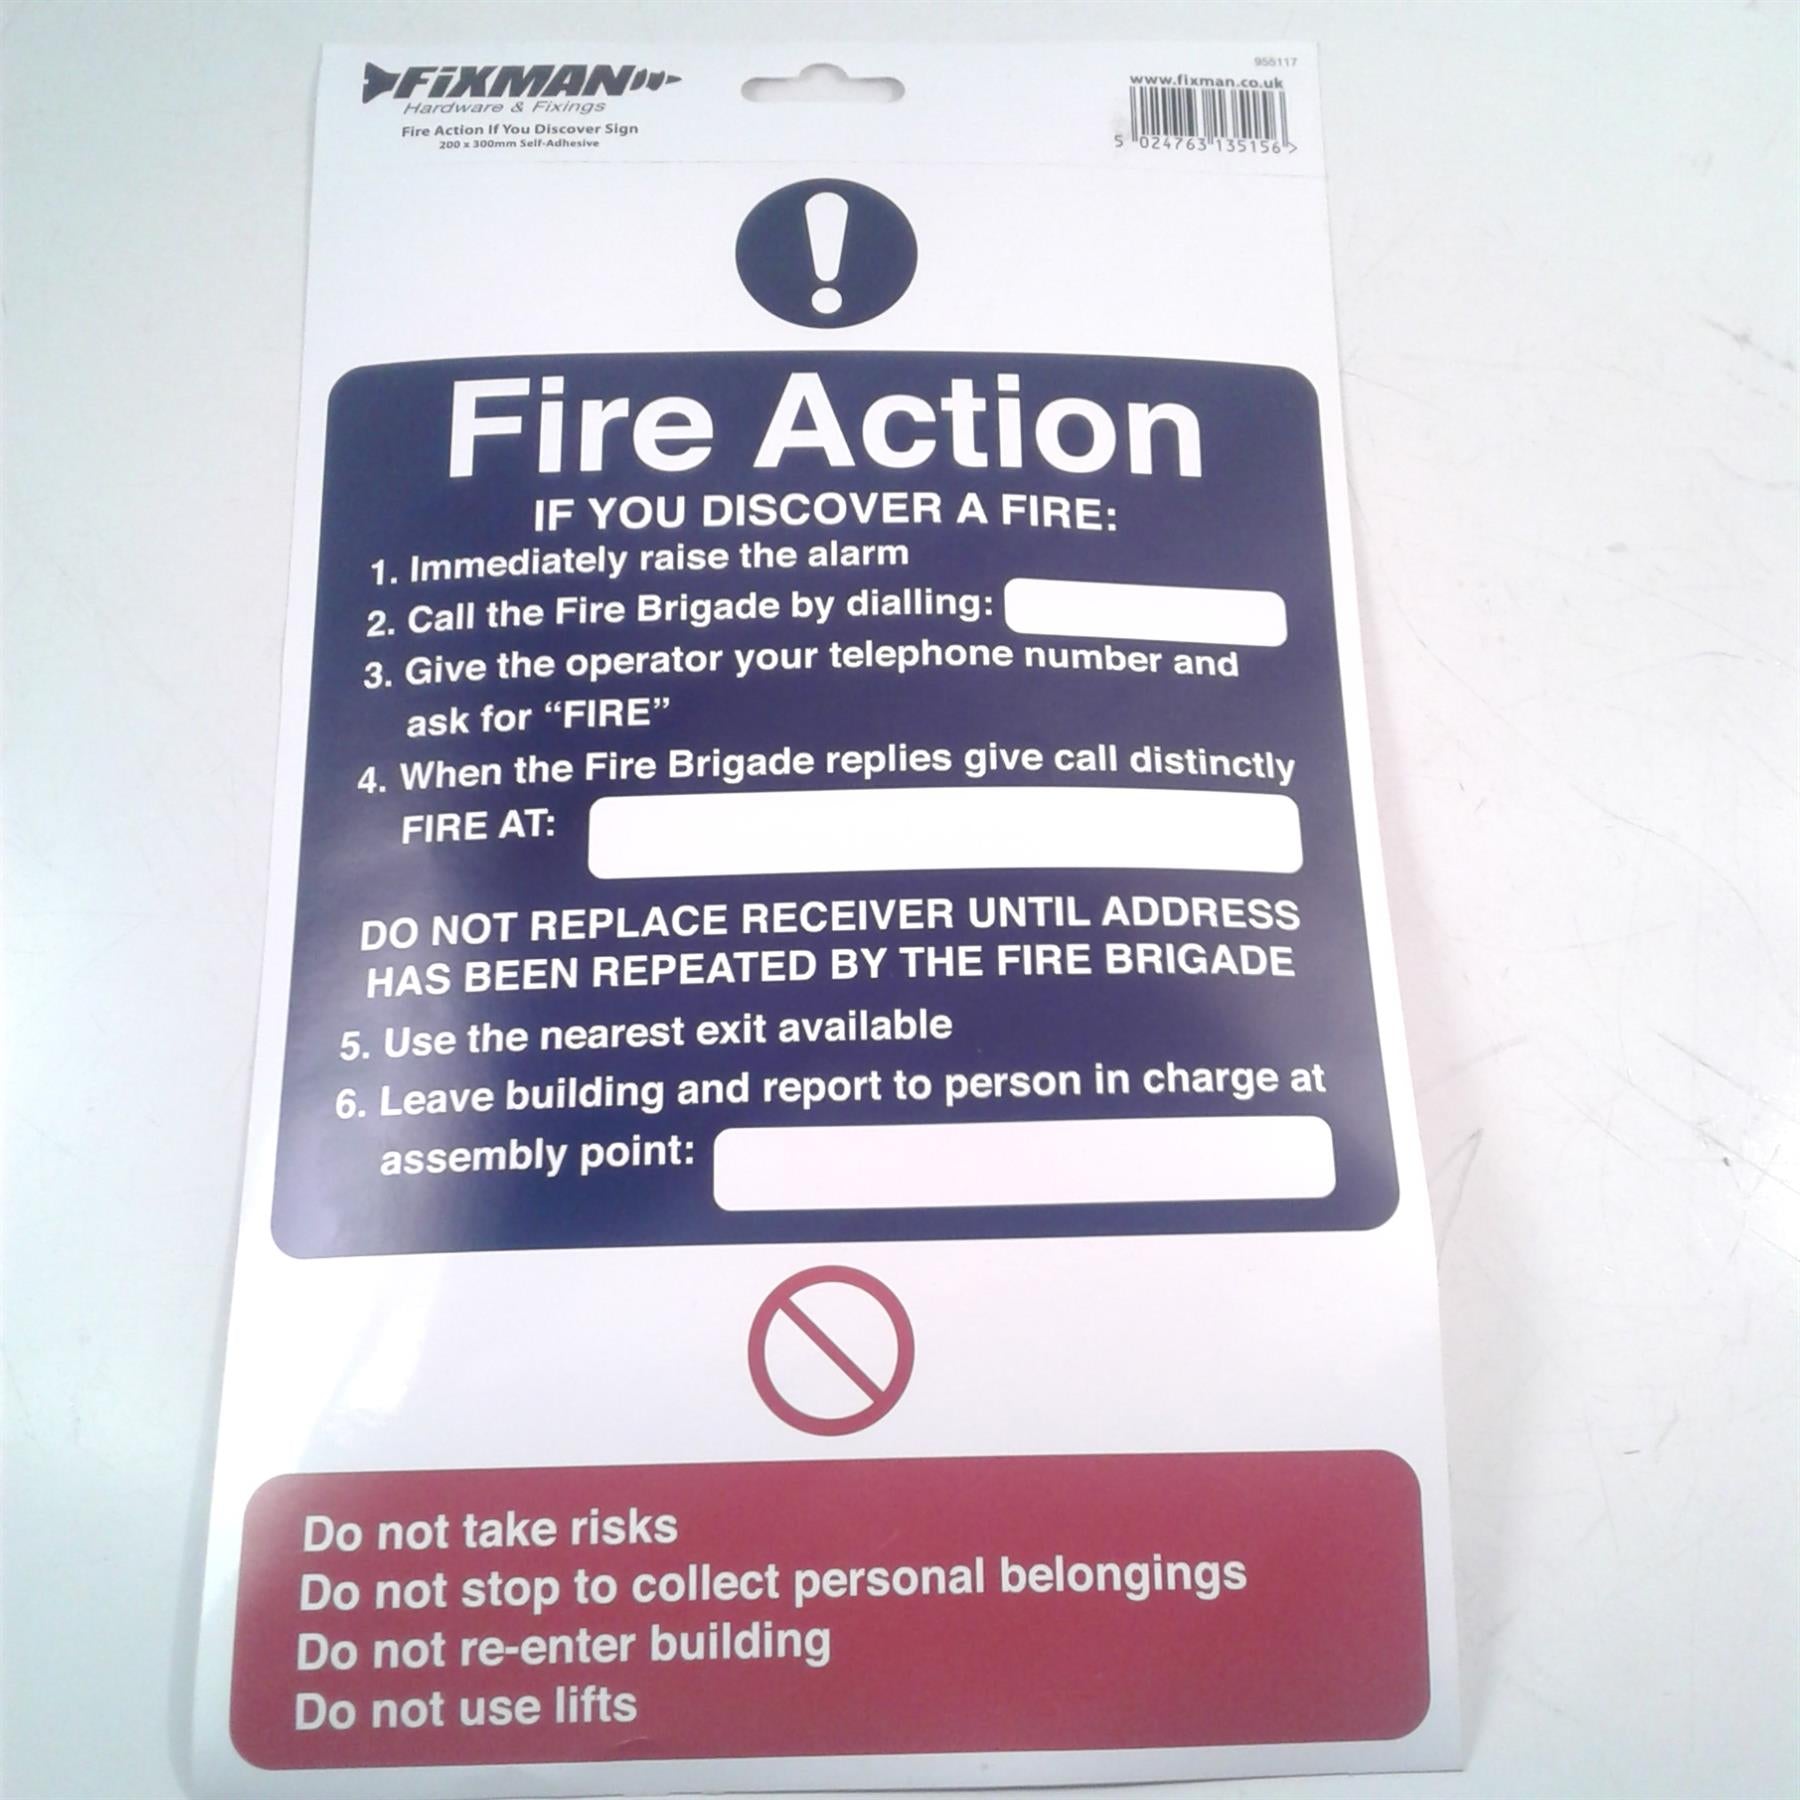 FiXMAN
Hardware & Fixings
Fire Action If You Discover Sign
200 x 300mm Self-Adhesive
955117
www.fixman.co.uk
5 024763 135156 >
Fire Action
IF YOU DISCOVER A FIRE:
1. Immediately raise the alarm
2. Call the Fire Brigade by dialling:
3. Give the operator your telephone number and
ask for “FIRE”
4. When the Fire Brigade replies give call distinctly
FIRE AT:
DO NOT REPLACE RECEIVER UNTIL ADDRESS
HAS BEEN REPEATED BY THE FIRE BRIGADE
5. Use the nearest exit available
6. Leave building and report to person in charge at
assembly point:
Do not take risks
Do not stop to collect personal belongings
Do not re-enter building
Do not use lifts